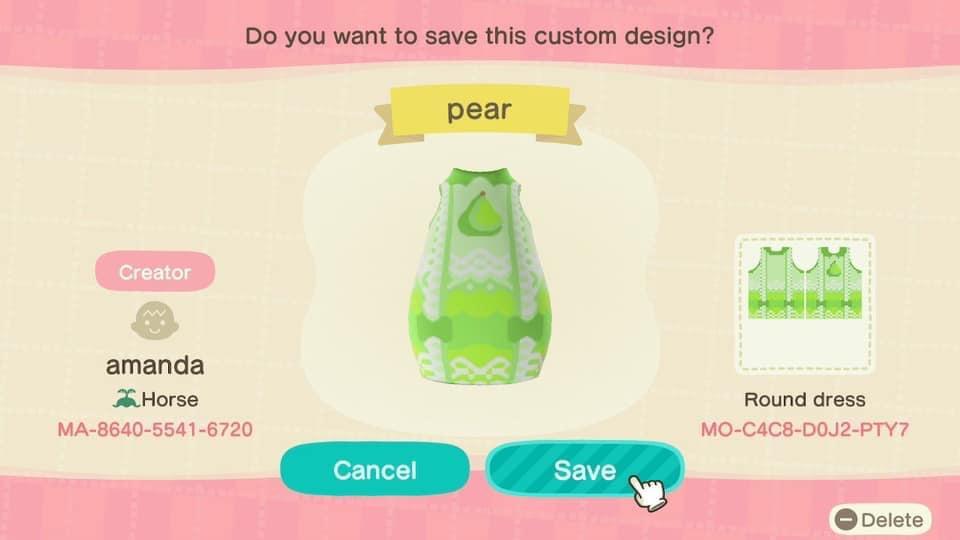 Do you want to save this custom design?
pear
Creator
amanda
Horse
MA-8640-5541-6720
Round dress
MO-C4C8-D0J2-PTY7
Cancel
Save
Delete